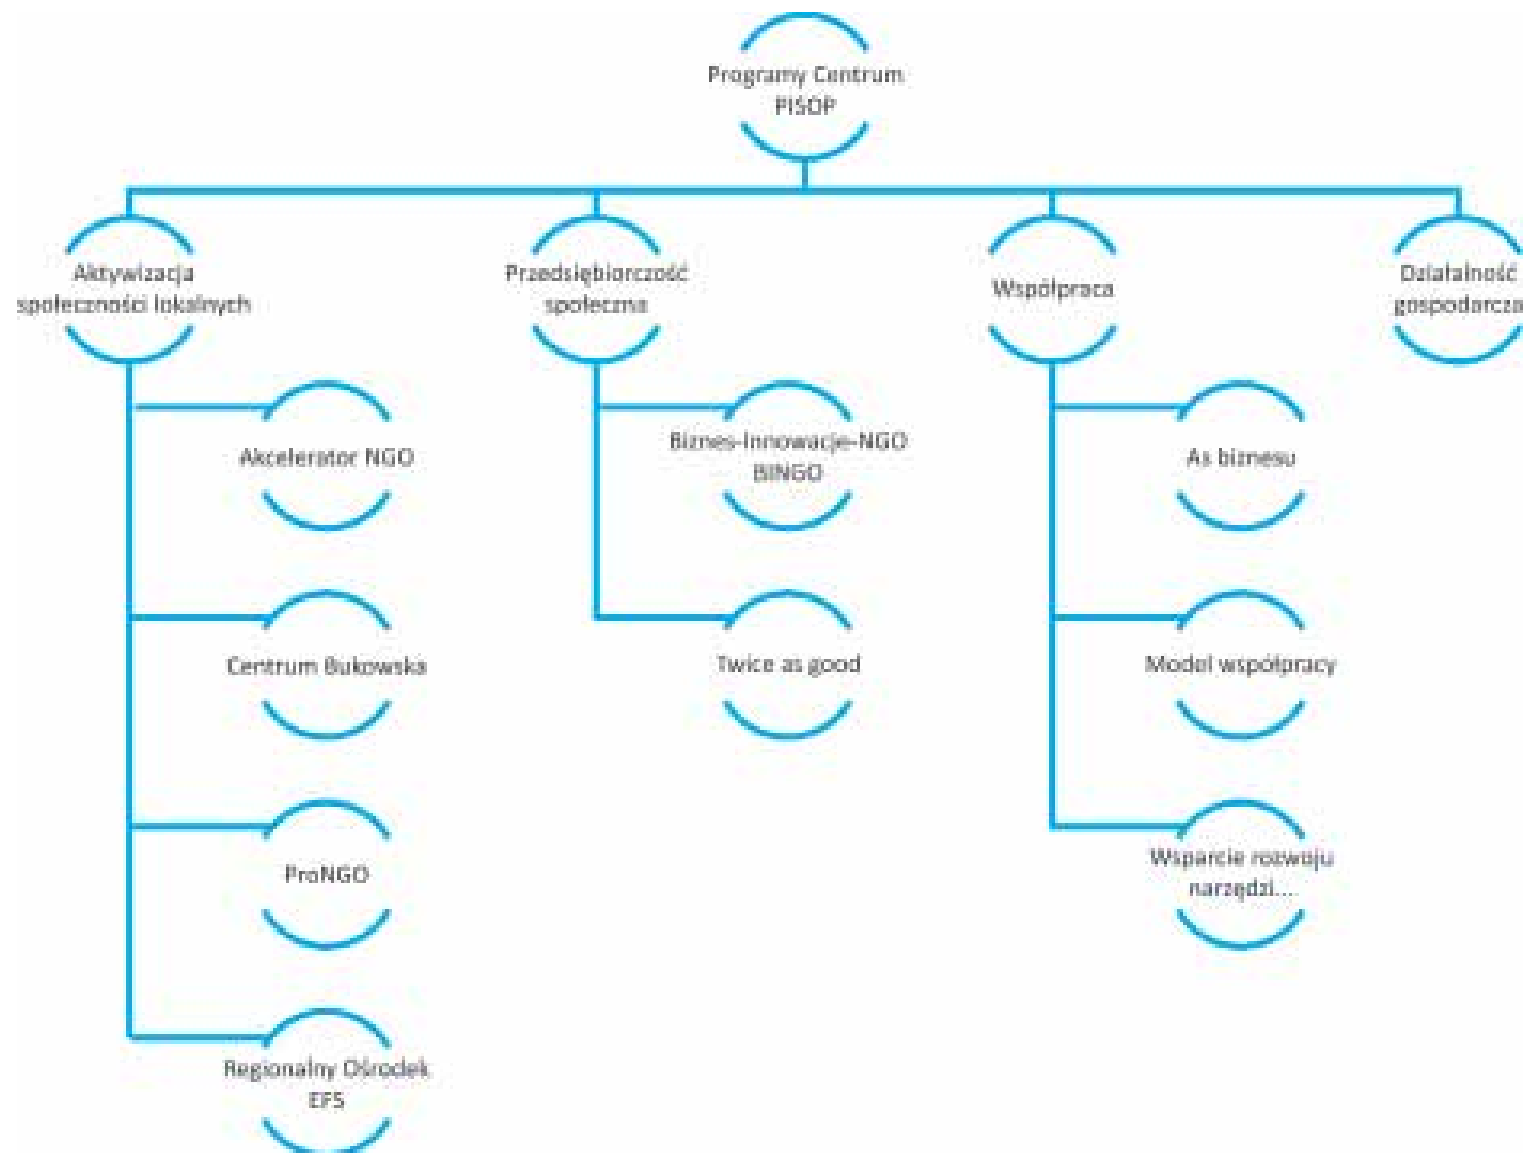 Programy Centrum
PISOP
Aktywizacja
społeczności lokalnych
Przedsiębiorczość
społeczna
Współpraca
Działalność
gospodarcza
Akcelerator NGO
Centrum Bukowska
ProNGO
Regionalny Ośrodek
EFS
Biznes-Innowacje-NGO
BINGO
Twice as good
As biznesu
Model współpracy
Wsparcie rozwoju
narzędzi...